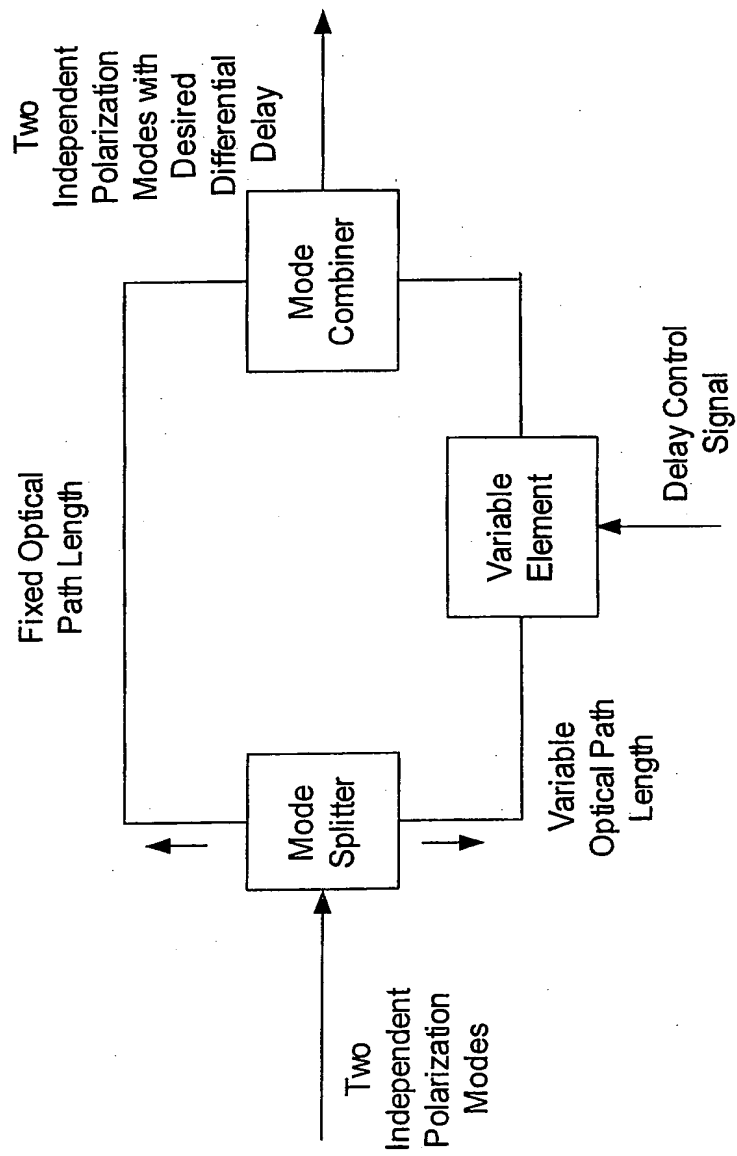 Two
Independent
Polarization
Modes
Mode
Splitter
Fixed Optical
Path Length
Variable
Optical Path
Length
Variable
Element
Delay Control
Signal
Mode
Combiner
Two
Independent
Polarization
Modes with
Desired
Differential
Delay